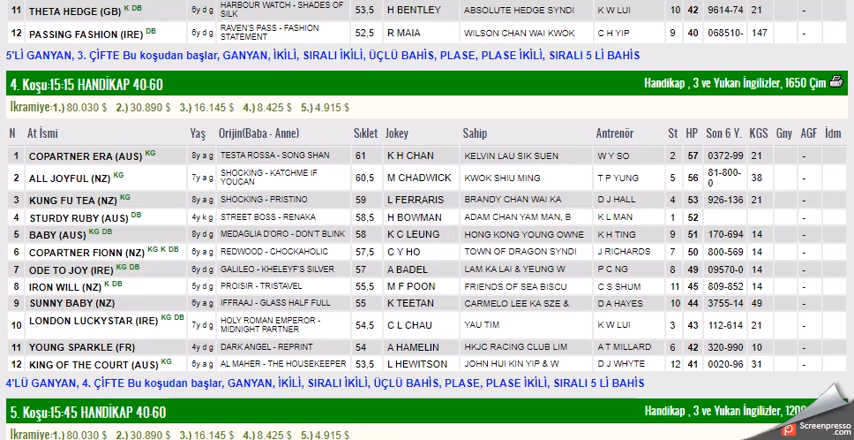 11 THETA HEDGE (GB) K DB 6y d g HARBOUR WATCH - SHADES OF SILK 53,5 H BENTLEY ABSOLUTE HEDGE SYNDI K W LUI 10 42 9614-74 21 -
12 PASSING FASHION (IRE) DB 6y d g RAVEN'S PASS - FASHION STATEMENT 52,5 R MAIA WILSON CHAN WAI KWOK C H YIP 9 40 068510- 147 -
5'Lİ GANYAN, 3. ÇİFTE Bu koşudan başlar, GANYAN, İKİLİ, SIRALI İKİLİ, ÜÇLÜ BAHİS, PLASE, PLASE İKİLİ, SIRALI 5 Lİ BAHİS
4. Koşu:15:15 HANDİKAP 40-60 Handikap , 3 ve Yukarı İngilizler, 1650 Çim
İkramiye:1.) 80.030 $ 2.) 30.890 $ 3.) 16.145 $ 4.) 8.425 $ 5.) 4.915 $
N At İsmi Yaş Orijin(Baba - Anne) Sıklet Jokey Sahip Antrenör St HP Son 6 Y. KGS Gny AGF İdm
1 COPARTNER ERA (AUS) KG 8y a g TESTA ROSSA - SONG SHAN 61 K H CHAN KELVIN LAU SIK SUEN W Y SO 2 57 0372-99 21 -
2 ALL JOYFUL (NZ) KG 7y a g SHOCKING - KATCHME IF YOUCAN 60,5 M CHADWICK KWOK SHIU MING T P YUNG 5 56 81-800-0 38 -
3 KUNG FU TEA (NZ) KG 8y a g SHOCKING - PRISTINO 59 L FERRARIS BRANDY CHAN WAI KA D J HALL 4 53 926-136 21 -
4 STURDY RUBY (AUS) DB 4y k g STREET BOSS - RENAKA 58,5 H BOWMAN ADAM CHAN YAM MAN, B K L MAN 1 52 -
5 BABY (AUS) KG DB 8y d g MEDAGLIA D'ORO - DON'T BLINK 58 K C LEUNG HONG KONG YOUNG OWNE K H TING 9 51 170-694 14 -
6 COPARTNER FIONN (NZ) KG K DB 6y a g REDWOOD - CHOCKAHOLIC 57,5 C Y HO TOWN OF DRAGON SYNDI J RICHARDS 7 50 800-569 14 -
7 ODE TO JOY (IRE) KG DB 6y d g GALILEO - KHELEYF'S SILVER 57 A BADEL LAM KA LAI & YEUNG W P C NG 8 49 09570-0 14 -
8 IRON WILL (NZ) K DB 6y d g PROISIR - TRISTAVEL 55,5 M F POON FRIENDS OF SEA BISCU C S SHUM 11 45 809-852 14 -
9 SUNNY BABY (NZ) 6y a g IFFRAAJ - GLASS HALF FULL 55 K TEETAN CARMELO LEE KA SZE & D A HAYES 10 44 3755-14 49 -
10 LONDON LUCKYSTAR (IRE) KG DB 7y d g HOLY ROMAN EMPEROR - MIDNIGHT PARTNER 54,5 C L CHAU YAU TIM K W LUI 3 43 112-614 21 -
11 YOUNG SPARKLE (FR) 4y d g DARK ANGEL - REPRINT 54 A HAMELIN HKJC RACING CLUB LIM A T MILLARD 6 42 320-990 10 -
12 KING OF THE COURT (AUS) KG 6y a g AL MAHER - THE HOUSEKEEPER 53,5 L HEWITSON JOHN HUI KIN YIP & W D J WHYTE 12 41 0020-96 31 -
4'LÜ GANYAN, 4. ÇİFTE Bu koşudan başlar, GANYAN, İKİLİ, SIRALI İKİLİ, ÜÇLÜ BAHİS, PLASE, PLASE İKİLİ, SIRALI 5 Lİ BAHİS
5. Koşu:15:45 HANDİKAP 40-60 Handikap , 3 ve Yukarı İngilizler,
İkramiye:1.) 80.030 $ 2.) 30.890 $ 3.) 16.145 $ 4.) 8.425 $ 5.) 4.915 $
Screenpresso
.com